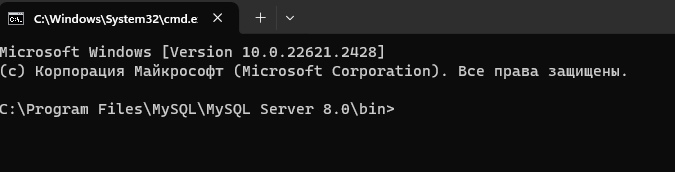 C:\Windows\System32\cmd.e
Microsoft Windows [Version 10.0.22621.2428]
(c) Корпорация Майкрософт (Microsoft Corporation). Все права защищены.
C:\Program Files\MySQL\MySQL Server 8.0\bin>